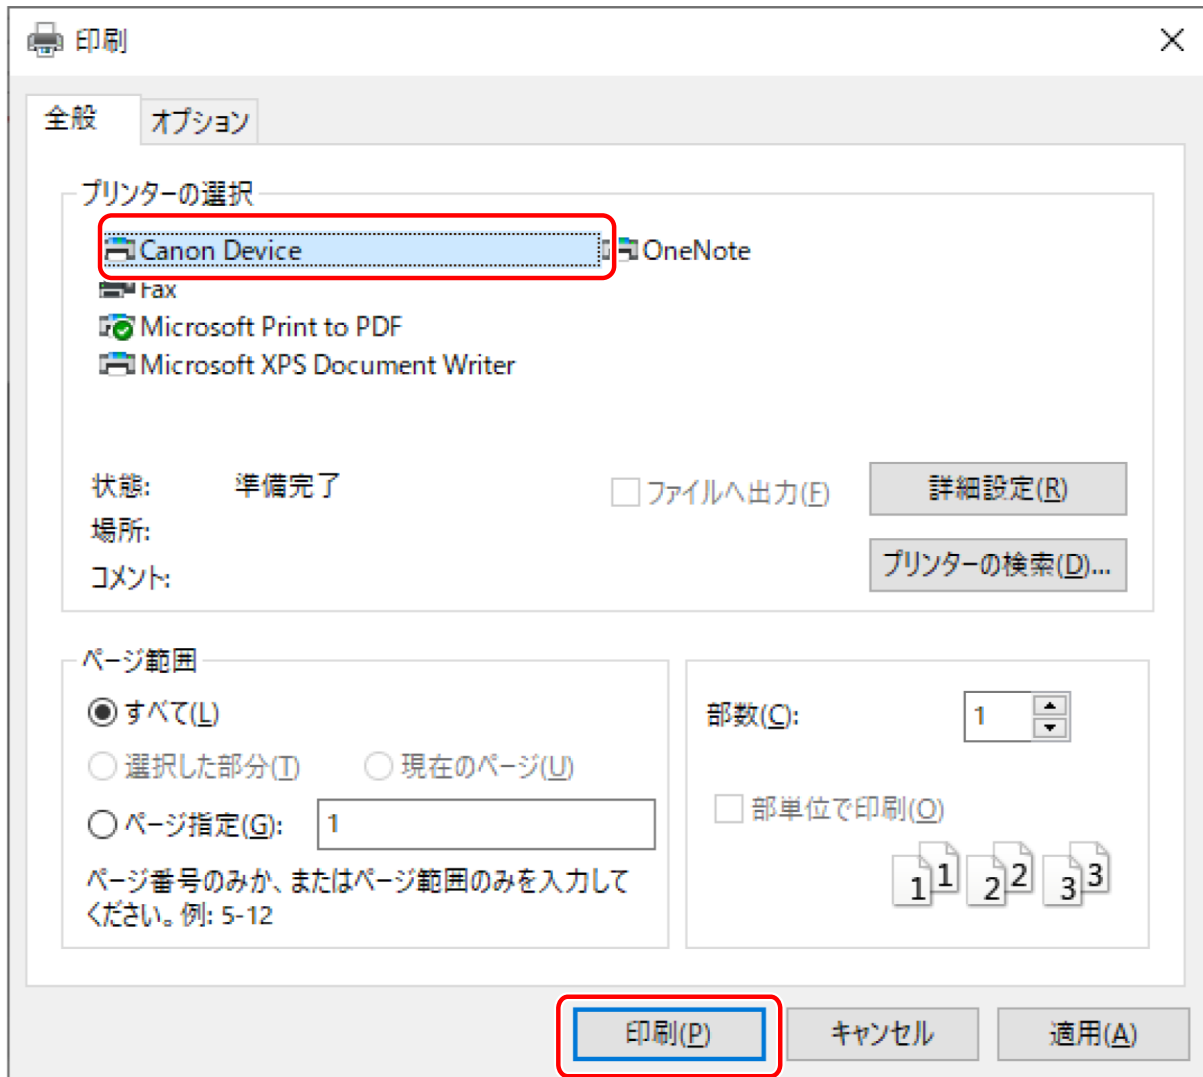 印刷
全般
オプション
プリンターの選択
Canon Device
OneNote
Fax
Microsoft Print to PDF
Microsoft XPS Document Writer
状態: 準備完了
ファイルへ出力(F)
詳細設定(R)
場所:
プリンターの検索(D)...
コメント:
ページ範囲
すべて(L)
選択した部分(T)
現在のページ(U)
ページ指定(G): 1
ページ番号のみか、またはページ範囲のみを入力して
ください。例: 5-12
部数(C): 1
部単位で印刷(O)
1 1 2 2 3 3
印刷(P)
キャンセル
適用(A)